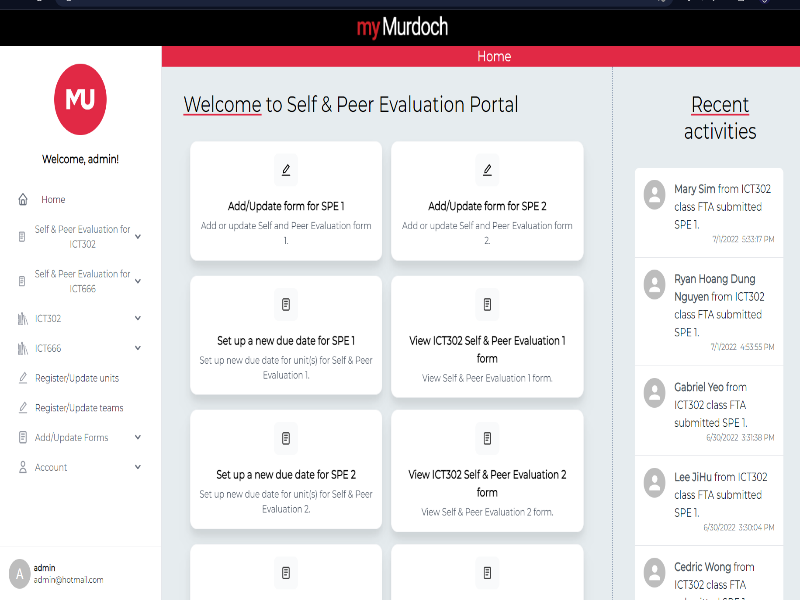 myMurdoch
Home
MU
Welcome, admin!
Home
Self & Peer Evaluation for
ICT302
Self & Peer Evaluation for
ICT666
ICT302
ICT666
Register/Update units
Register/Update teams
Add/Update Forms
Account
A
admin
admin@hotmail.com
Welcome to Self & Peer Evaluation Portal
Add/Update form for SPE 1
Add or update Self and Peer Evaluation form
1.
Add/Update form for SPE 2
Add or update Self and Peer Evaluation form
2.
Set up a new due date for SPE 1
Set up new due date for unit(s) for Self & Peer
Evaluation 1.
View ICT302 Self & Peer Evaluation 1
form
View Self & Peer Evaluation 1 form.
Set up a new due date for SPE 2
Set up new due date for unit(s) for Self & Peer
Evaluation 2.
View ICT302 Self & Peer Evaluation 2
form
View Self & Peer Evaluation 2 form.
Recent
activities
Mary Sim from ICT302
class FTA submitted
SPE 1.
7/1/2022 5:33:17 PM
Ryan Hoang Dung
Nguyen from ICT302
class FTA submitted
SPE 1.
7/1/2022 4:53:55 PM
Gabriel Yeo from
ICT302 class FTA
submitted SPE 1.
6/30/2022 3:31:38 PM
Lee JiHu from ICT302
class FTA submitted
SPE 1.
6/30/2022 3:30:04 PM
Cedric Wong from
ICT302 class FTA